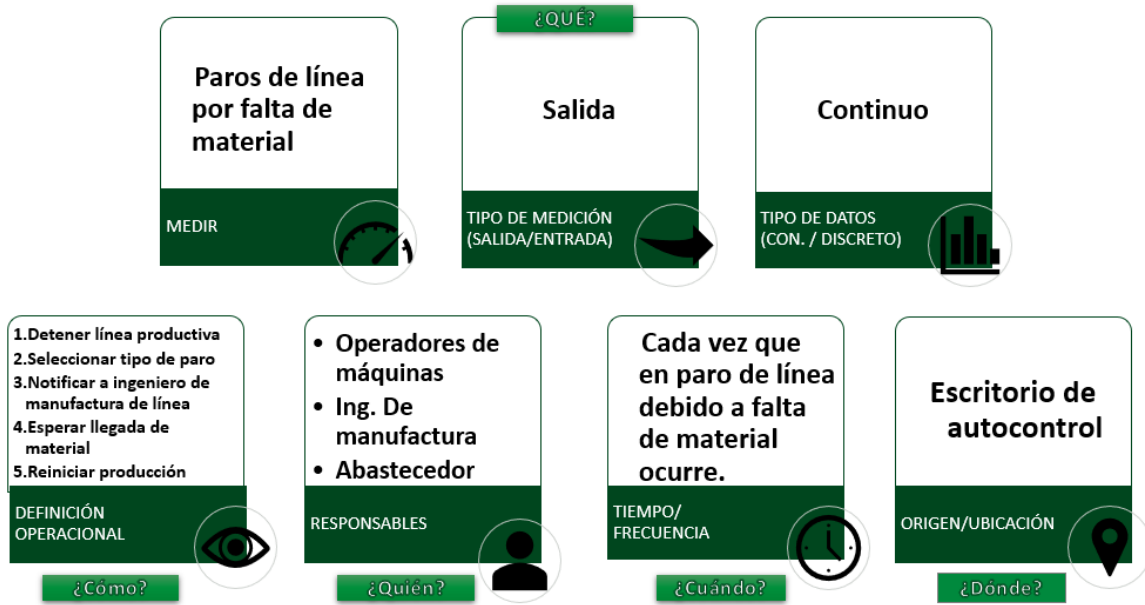 ¿QUÉ?
Paros de línea
por falta de
material
MEDIR
Salida
TIPO DE MEDICIÓN
(SALIDA/ENTRADA)
Continuo
TIPO DE DATOS
(CON. / DISCRETO)
1.Detener línea productiva
2.Seleccionar tipo de paro
3.Notificar a ingeniero de
manufactura de línea
4.Esperar llegada de
material
5.Reiniciar producción
DEFINICIÓN
OPERACIONAL
¿Cómo?
• Operadores de
máquinas
• Ing. De
manufactura
• Abastecedor
RESPONSABLES
¿Quién?
Cada vez que
en paro de línea
debido a falta
de material
ocurre.
TIEMPO/
FRECUENCIA
¿Cuándo?
Escritorio de
autocontrol
ORIGEN/UBICACIÓN
¿Dónde?